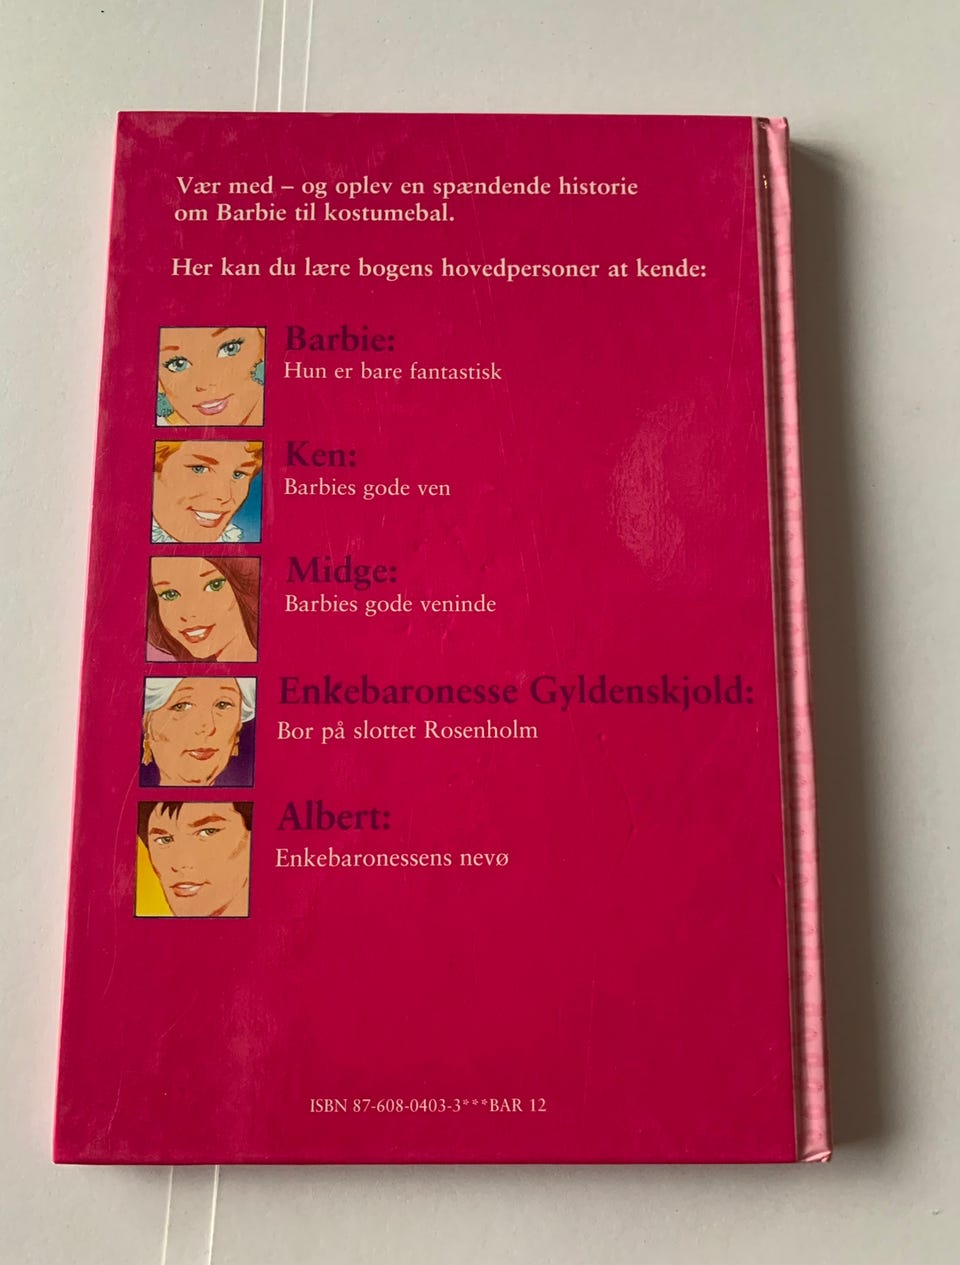 Vær med – og oplev en spændende historie
om Barbie til kostumebal.
Her kan du lære bogens hovedpersoner at kende:
Barbie:
Hun er bare fantastisk
Ken:
Barbies gode ven
Midge:
Barbies gode veninde
Enkebaronesse Gyldenskjold:
Bor på slottet Rosenholm
Albert:
Enkebaronessens nevø
ISBN 87-608-0403-3***BAR 12